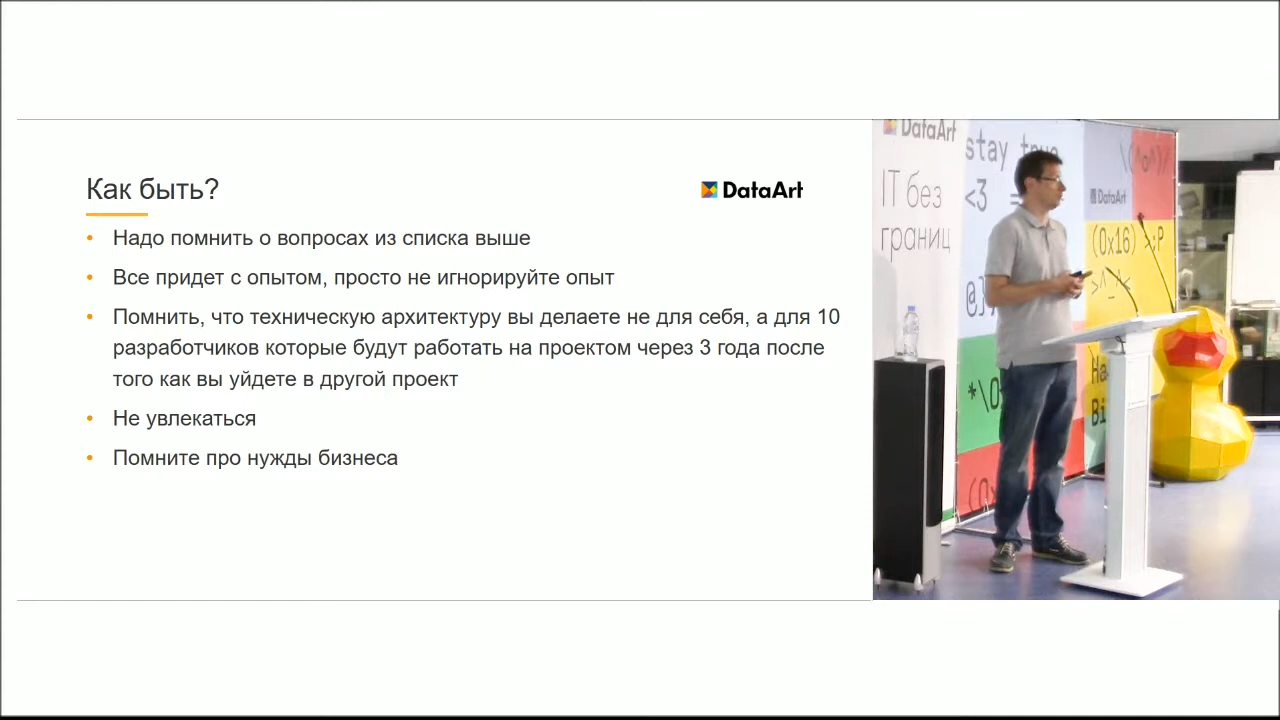 Как быть?
DataArt
Надо помнить о вопросах из списка выше
Все придет с опытом, просто не игнорируйте опыт
Помнить, что техническую архитектуру вы делаете не для себя, а для 10
разработчиков которые будут работать на проектом через 3 года после
того как вы уйдете в другой проект
Не увлекаться
Помните про нужды бизнеса
DataArt
IT без
границ
stay true
<3
DataArt
\(^o^)/
(0x16) >:P
>^_^<